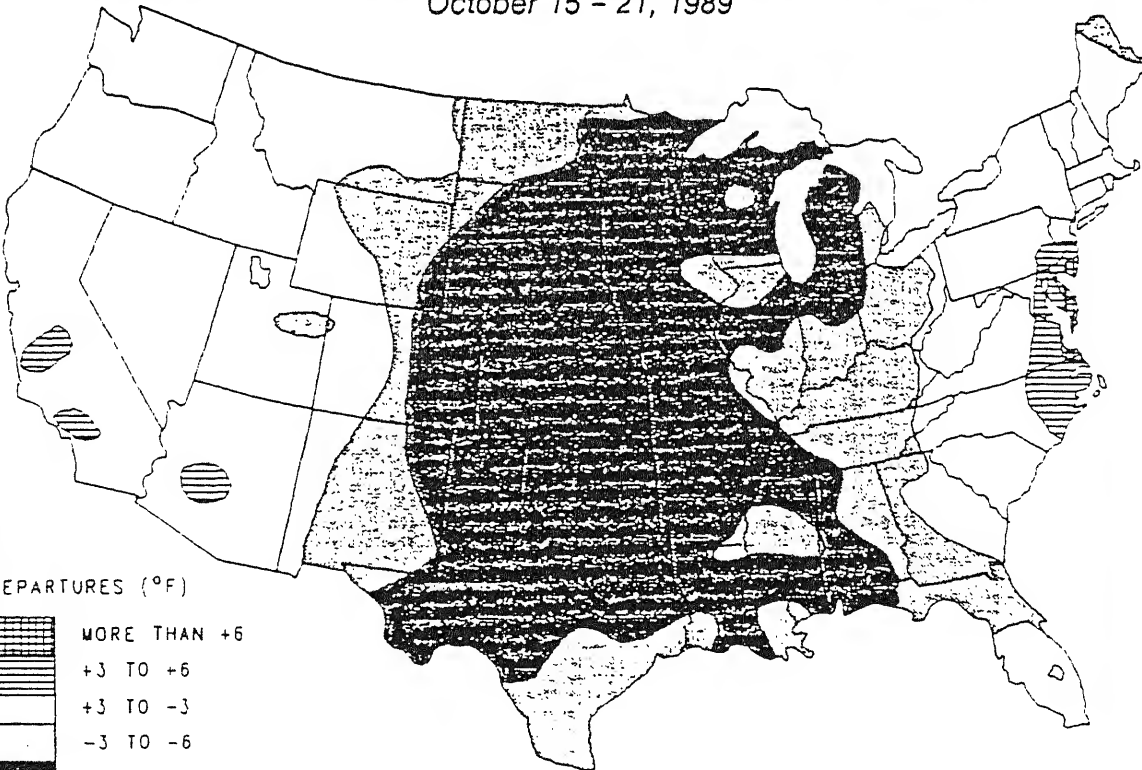 October 15 – 21, 1989
EPARTURES (°F)
MORE THAN +6
+3 TO +6
+3 TO -3
-3 TO -6